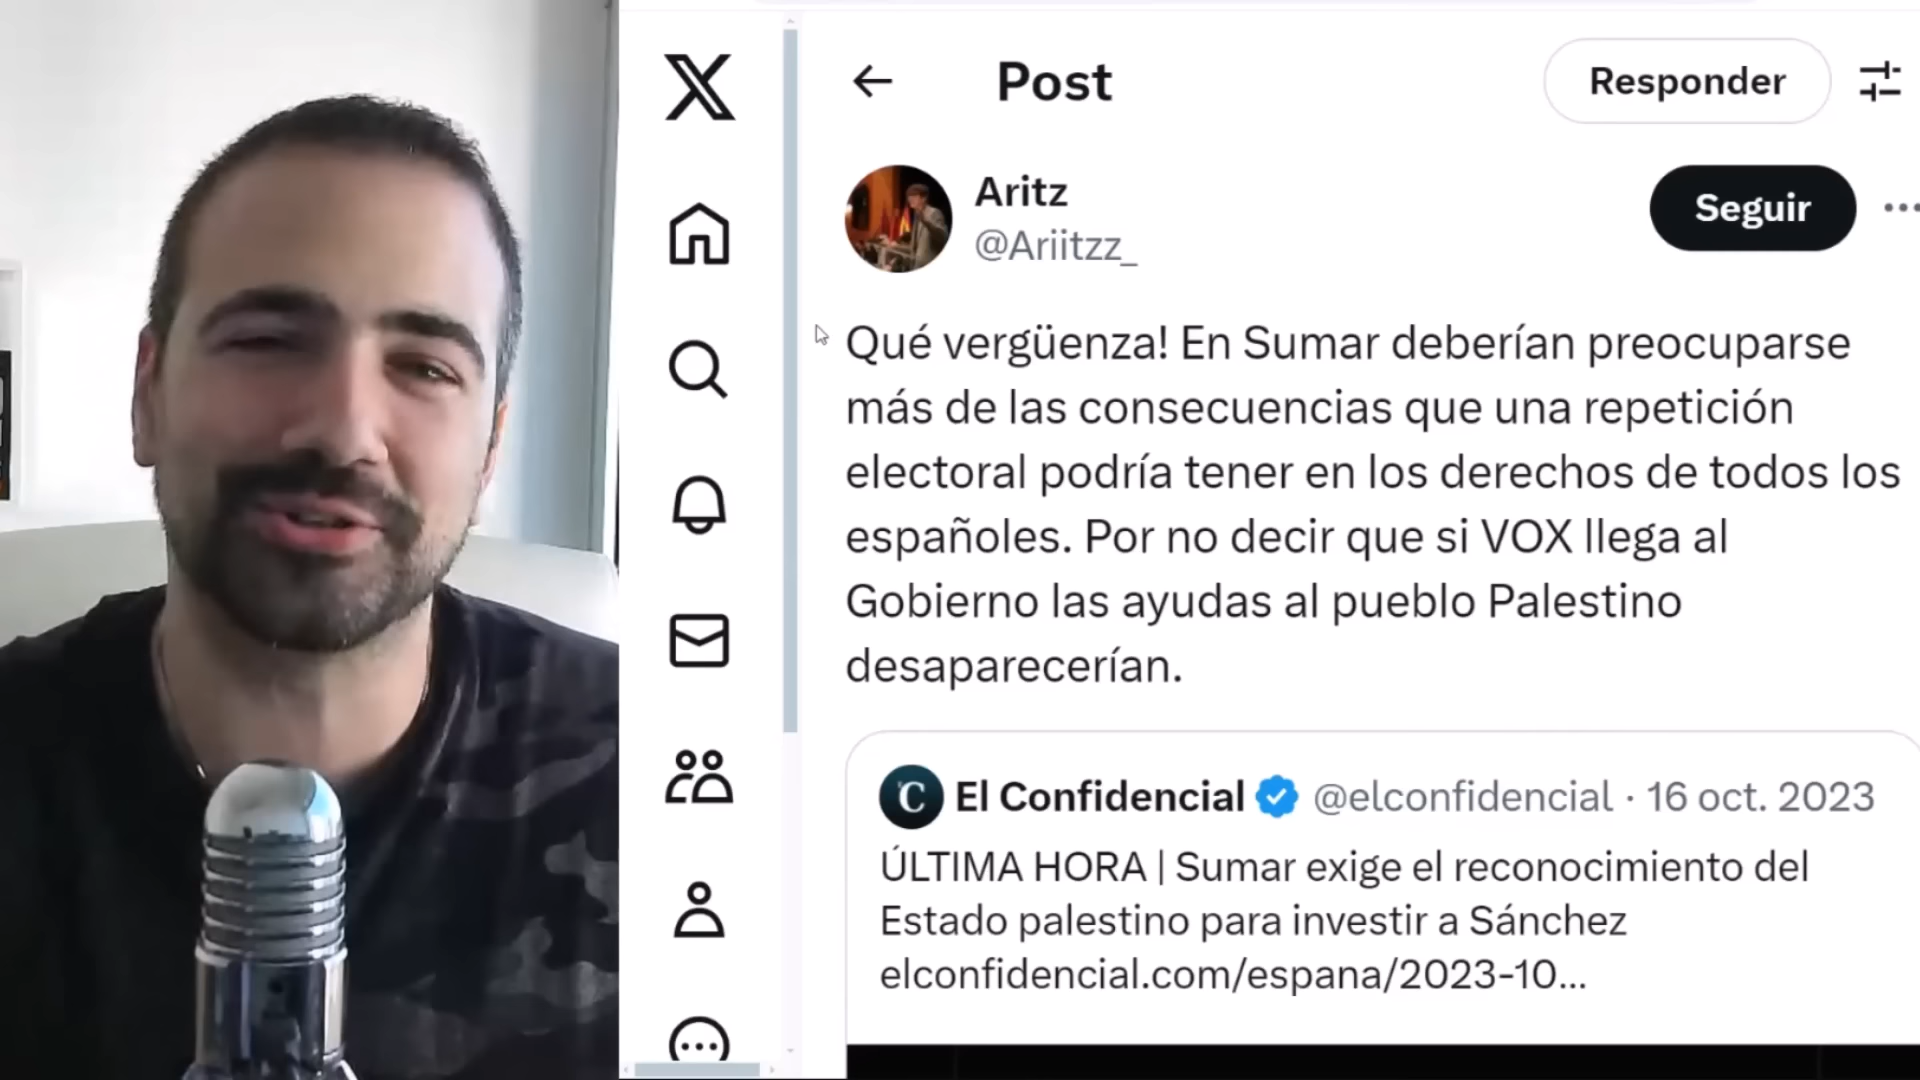 Post
Responder
Aritz
@Ariitzz_
Seguir
Qué vergüenza! En Sumar deberían preocuparse
más de las consecuencias que una repetición
electoral podría tener en los derechos de todos los
españoles. Por no decir que si VOX llega al
Gobierno las ayudas al pueblo Palestino
desaparecerían.
El Confidencial @elconfidencial · 16 oct. 2023
ÚLTIMA HORA | Sumar exige el reconocimiento del
Estado palestino para investir a Sánchez
elconfidencial.com/espana/2023-10...